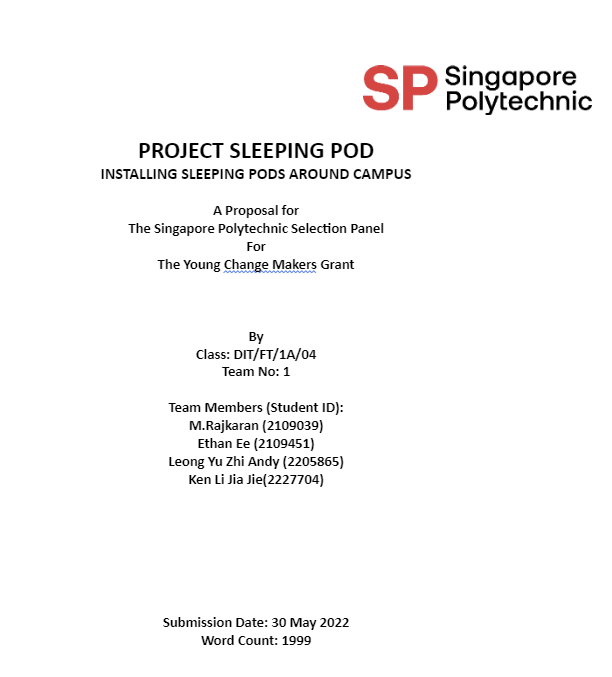 SP Singapore
Polytechnic
PROJECT SLEEPING POD
INSTALLING SLEEPING PODS AROUND CAMPUS
A Proposal for
The Singapore Polytechnic Selection Panel
For
The Young Change Makers Grant
By
Class: DIT/FT/1A/04
Team No: 1
Team Members (Student ID):
M.Rajkaran (2109039)
Ethan Ee (2109451)
Leong Yu Zhi Andy (2205865)
Ken Li Jia Jie(2227704)
Submission Date: 30 May 2022
Word Count: 1999